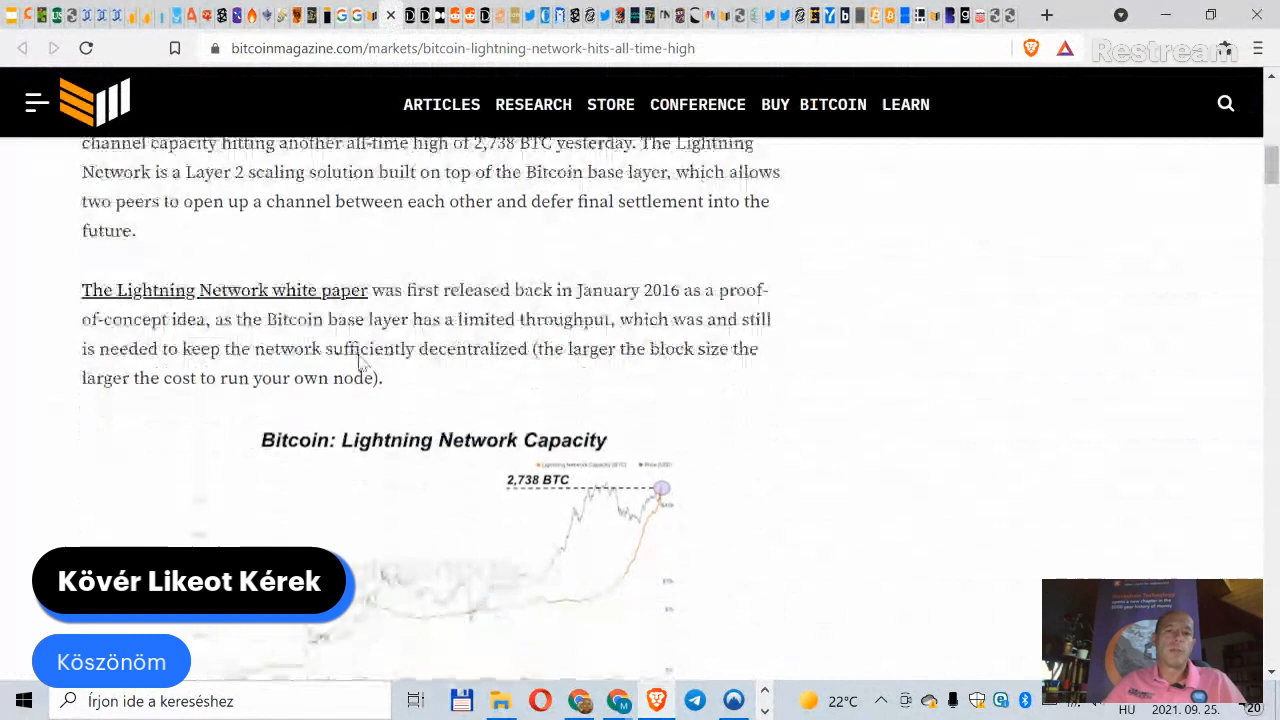 bitcoinmagazine.com/markets/bitcoin-lightning-network-hits-all-time-high
Restream
ARTICLES RESEARCH STORE CONFERENCE BUY BITCOIN LEARN
channel capacity hitting another all-time high of 2,738 BTC yesterday. The Lightning
Network is a Layer 2 scaling solution built on top of the Bitcoin base layer, which allows
two peers to open up a channel between each other and defer final settlement into the
future.
The Lightning Network white paper was first released back in January 2016 as a proof-
of-concept idea, as the Bitcoin base layer has a limited throughput, which was and still
is needed to keep the network sufficiently decentralized (the larger the block size the
larger the cost to run your own node).
Bitcoin: Lightning Network Capacity
Lightning Network Capacity (BTC) Price (USD)
2,738 BTC
Kövér Likeot Kérek
Köszönöm
Írjon ide a kereséshez
22°C
HU
2021. 09. 25.
20